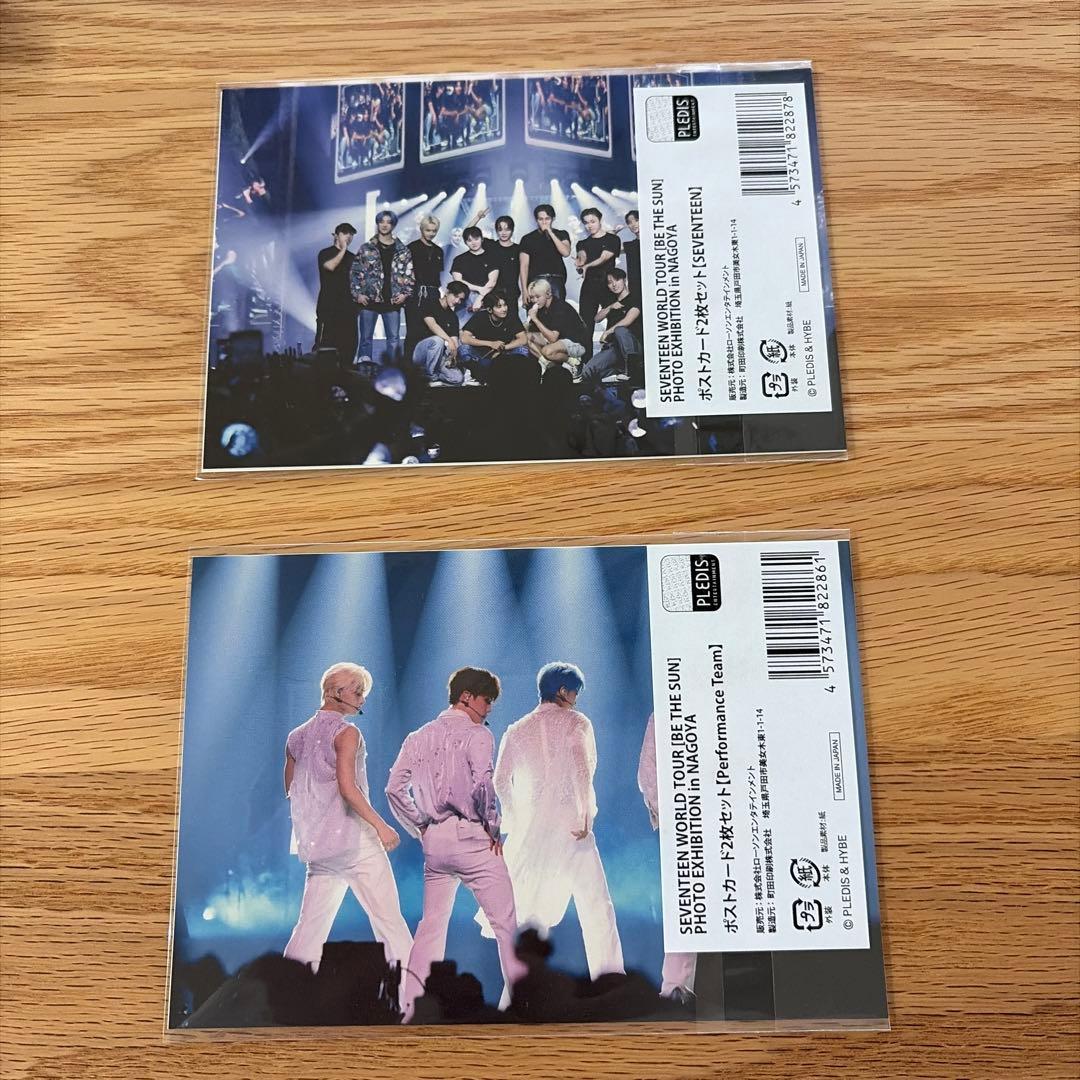 PLEDIS
ENTERTAINMENT
4 573471 822878
SEVENTEEN WORLD TOUR [BE THE SUN]
PHOTO EXHIBITION in NAGOYA
ポストカード2枚セット【SEVENTEEN】
販売元：株式会社ローソンエンタテインメント
製造元：町田印刷株式会社　埼玉県戸田市美女木東1-1-14
MADE IN JAPAN
プラ
外装
紙
本体
製品素材：紙
© PLEDIS & HYBE
PLEDIS
ENTERTAINMENT
4 573471 822861
SEVENTEEN WORLD TOUR [BE THE SUN]
PHOTO EXHIBITION in NAGOYA
ポストカード2枚セット【Performance Team】
販売元：株式会社ローソンエンタテインメント
製造元：町田印刷株式会社　埼玉県戸田市美女木東1-1-14
MADE IN JAPAN
プラ
外装
紙
本体
製品素材：紙
© PLEDIS & HYBE